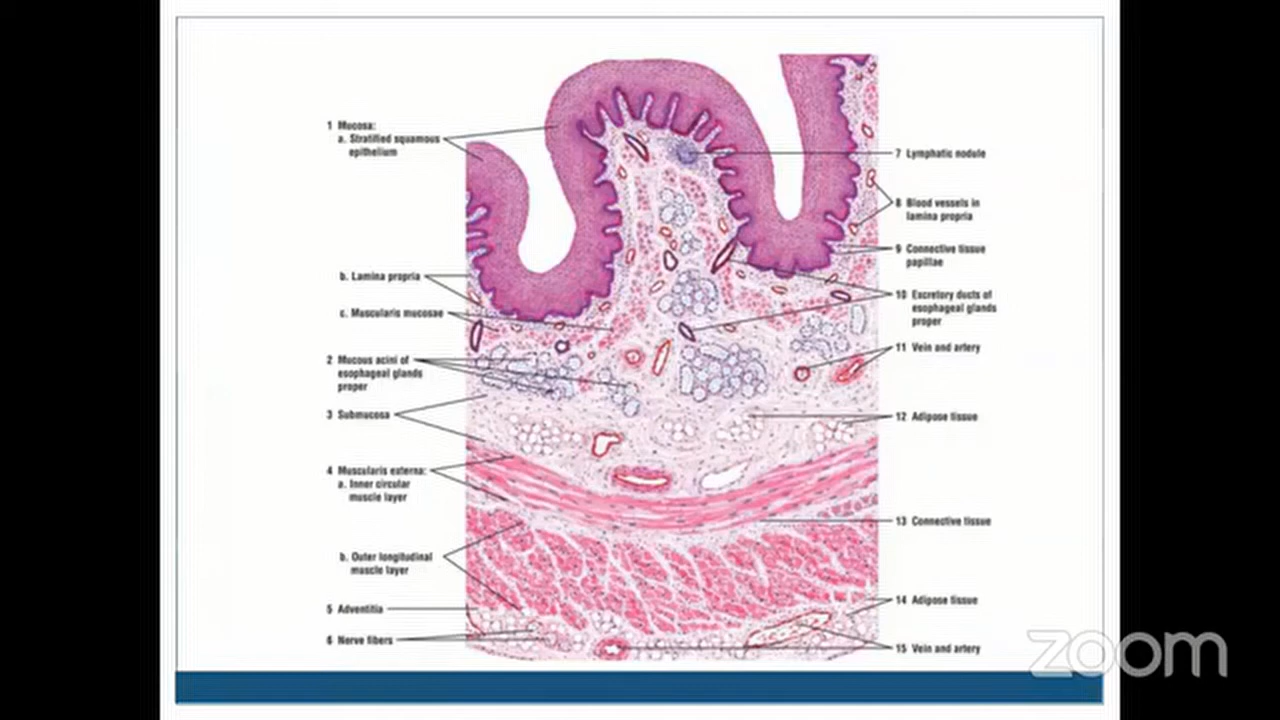 1 Mucosa:
a. Stratified squamous
epithelium
b. Lamina propria
c. Muscularis mucosae
2 Mucous acini of
esophageal glands
proper
3 Submucosa
4 Muscularis externa:
a. Inner circular
muscle layer
b. Outer longitudinal
muscle layer
5 Adventitia
6 Nerve fibers
7 Lymphatic nodule
8 Blood vessels in
lamina propria
9 Connective tissue
papillae
10 Excretory ducts of
esophageal glands
proper
11 Vein and artery
12 Adipose tissue
13 Connective tissue
14 Adipose tissue
15 Vein and artery
zoom